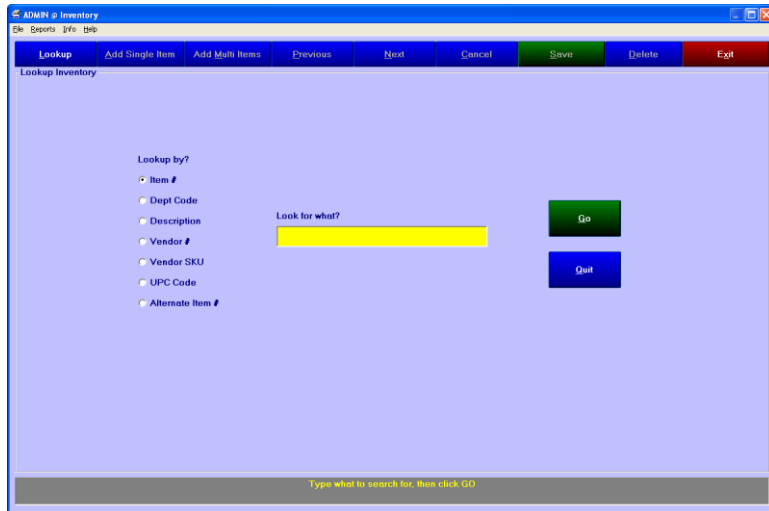 ADMIN @ Inventory
File Reports Info Help
Lookup Add Single Item Add Multi Items Previous Next Cancel Save Delete Exit
Lookup Inventory
Lookup by?
Item #
Dept Code
Description
Vendor #
Vendor SKU
UPC Code
Alternate Item #
Look for what?
Go
Quit
Type what to search for, then click GO